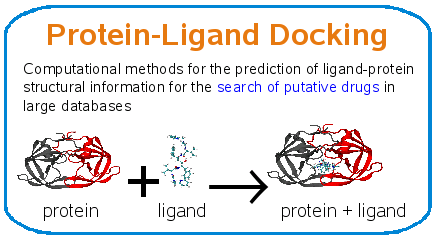 Protein-Ligand Docking
Computational methods for the prediction of ligand-protein
structural information for the search of putative drugs in
large databases
+
protein
ligand
protein + ligand